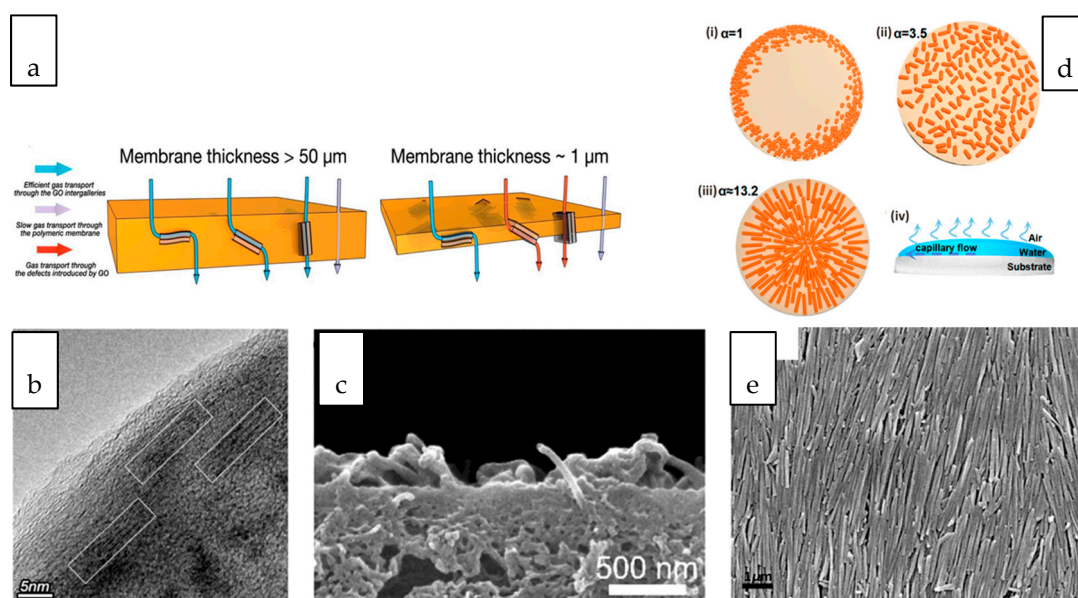 a
Membrane thickness > 50 μm
Membrane thickness ~ 1 μm
Efficient gas transport
through the GO intergalleries
Slow gas transport through
the polymeric membrane
Gas transport through
the defects introduced by GO
(i) α=1
(ii) α=3.5
d
(iii) α≈13.2
(iv)
Air
capillary flow
Water
Substrate
b
5nm
c
500 nm
e
1μm